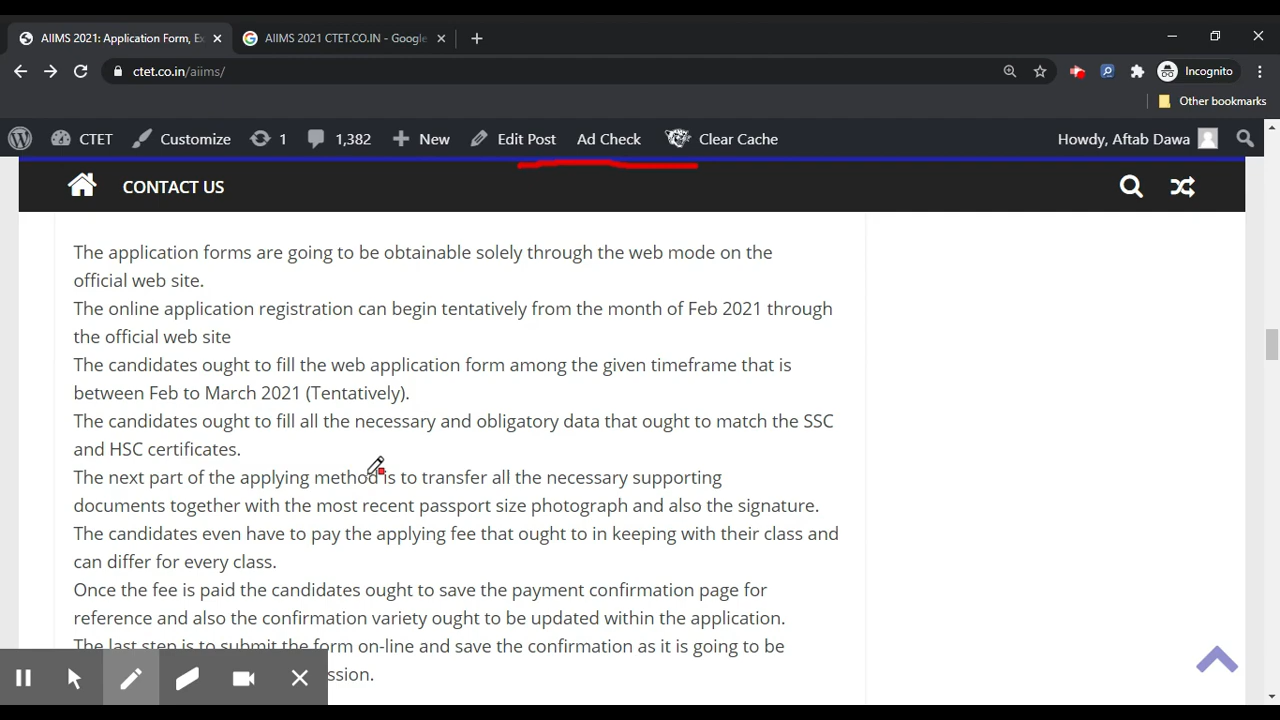 AIIMS 2021: Application Form, Ex
AIIMS 2021 CTET.CO.IN - Google
ctet.co.in/aiims/
Incognito
Other bookmarks
CTET Customize 1 1,382 New Edit Post Ad Check Clear Cache Howdy, Aftab Dawa
CONTACT US
The application forms are going to be obtainable solely through the web mode on the
official web site.
The online application registration can begin tentatively from the month of Feb 2021 through
the official web site
The candidates ought to fill the web application form among the given timeframe that is
between Feb to March 2021 (Tentatively).
The candidates ought to fill all the necessary and obligatory data that ought to match the SSC
and HSC certificates.
The next part of the applying method is to transfer all the necessary supporting
documents together with the most recent passport size photograph and also the signature.
The candidates even have to pay the applying fee that ought to in keeping with their class and
can differ for every class.
Once the fee is paid the candidates ought to save the payment confirmation page for
reference and also the confirmation variety ought to be updated within the application.
The last step is to submit the form on-line and save the confirmation as it is going to be
ssion.